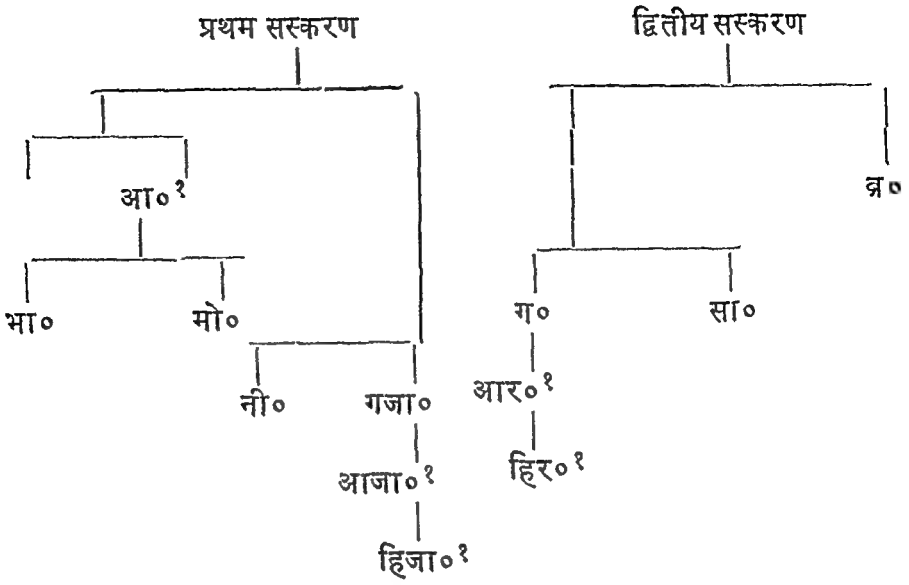 प्रथम सस्करण द्वितीय सस्करण
आ०१ व्र०
भा० मो० ग० सा०
नी० गजा० आर०१
आजा०१ हिर०१
हिजा०१